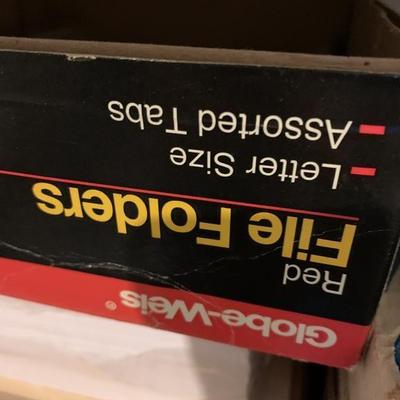 Globe-Weis®
Red
File Folders
- Letter Size
- Assorted Tabs